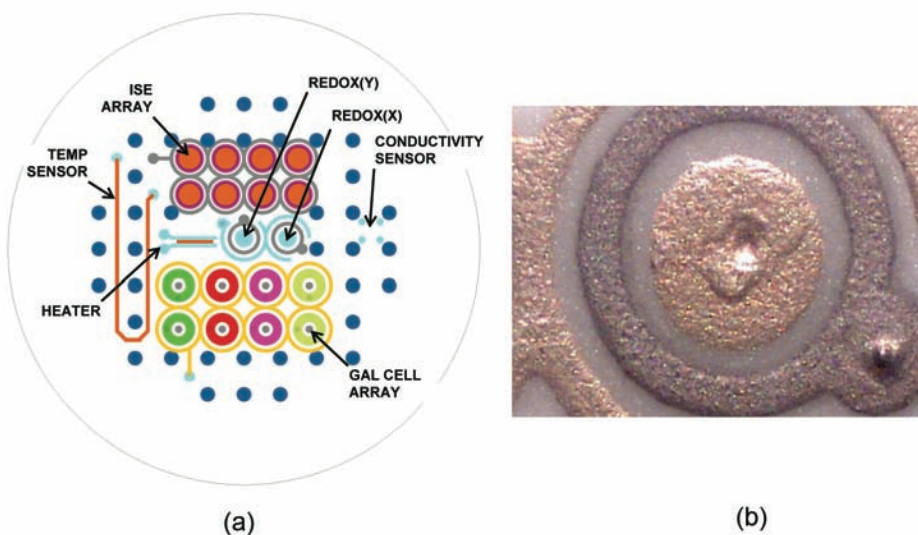 ISE
ARRAY
REDOX(Y)
REDOX(X)
CONDUCTIVITY
SENSOR
TEMP
SENSOR
HEATER
GAL CELL
ARRAY
(a)
(b)